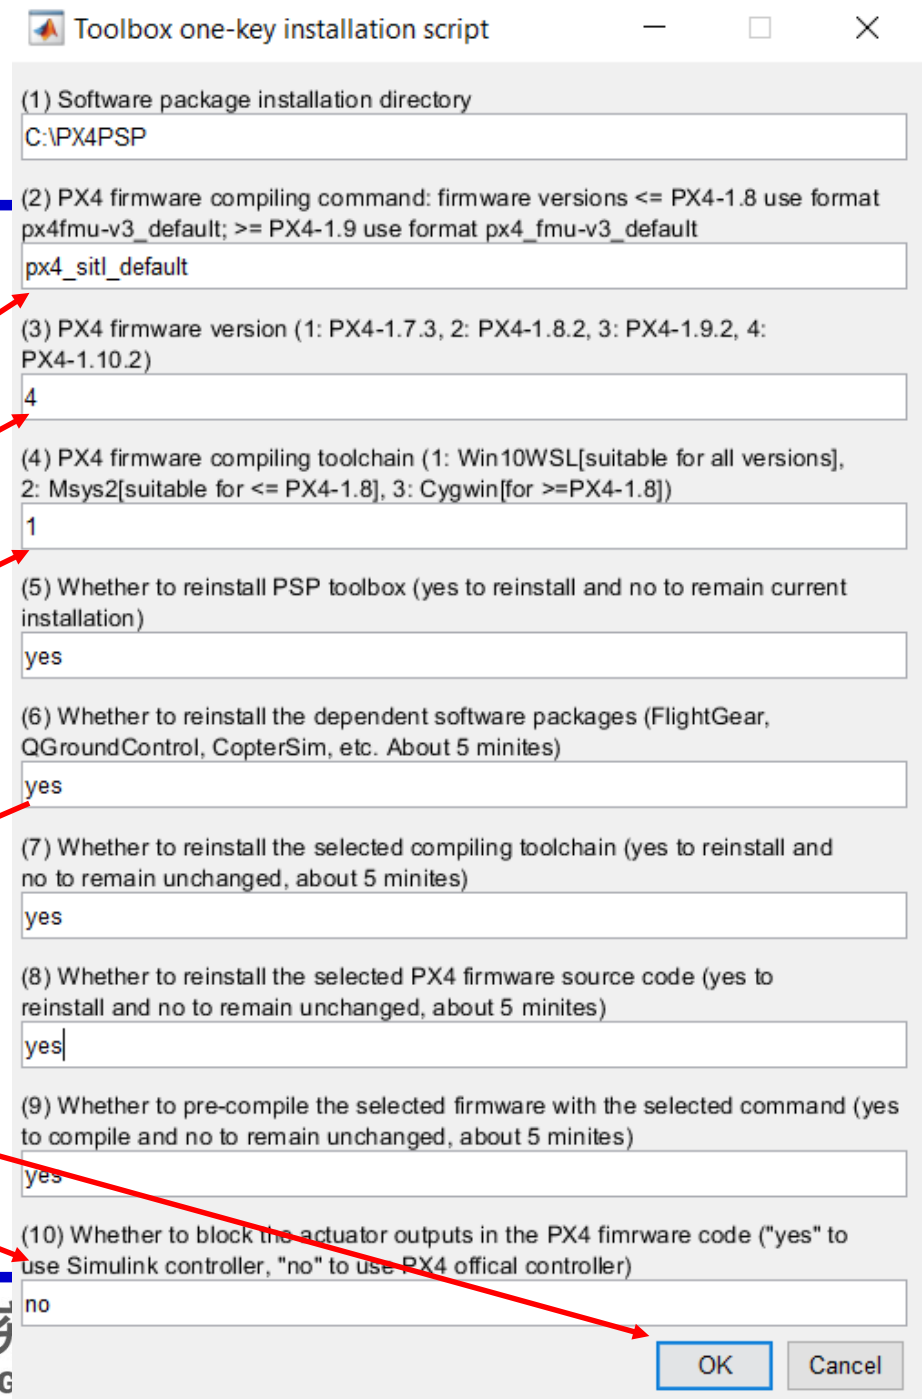 Toolbox one-key installation script
(1) Software package installation directory
C:\PX4PSP
(2) PX4 firmware compiling command: firmware versions <= PX4-1.8 use format
px4fmu-v3_default; >= PX4-1.9 use format px4_fmu-v3_default
px4_sitl_default
(3) PX4 firmware version (1: PX4-1.7.3, 2: PX4-1.8.2, 3: PX4-1.9.2, 4:
PX4-1.10.2)
4
(4) PX4 firmware compiling toolchain (1: Win10WSL[suitable for all versions],
2: Msys2[suitable for <= PX4-1.8], 3: Cygwin[for >=PX4-1.8])
1
(5) Whether to reinstall PSP toolbox (yes to reinstall and no to remain current
installation)
yes
(6) Whether to reinstall the dependent software packages (FlightGear,
QGroundControl, CopterSim, etc. About 5 minites)
yes
(7) Whether to reinstall the selected compiling toolchain (yes to reinstall and
no to remain unchanged, about 5 minites)
yes
(8) Whether to reinstall the selected PX4 firmware source code (yes to
reinstall and no to remain unchanged, about 5 minites)
yes
(9) Whether to pre-compile the selected firmware with the selected command (yes
to compile and no to remain unchanged, about 5 minites)
yes
(10) Whether to block the actuator outputs in the PX4 fimrware code ("yes" to
use Simulink controller, "no" to use PX4 offical controller)
no
OK Cancel